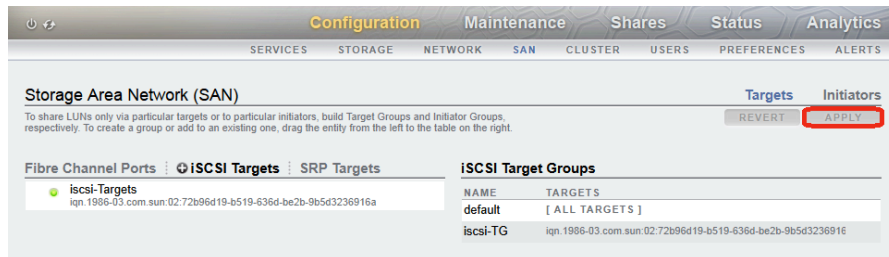 Configuration Maintenance Shares Status Analytics
SERVICES STORAGE NETWORK SAN CLUSTER USERS PREFERENCES ALERTS
Storage Area Network (SAN) Targets Initiators
To share LUNs only via particular targets or to particular initiators, build Target Groups and Initiator Groups,
respectively. To create a group or add to an existing one, drag the entity from the left to the table on the right.
REVERT APPLY
Fibre Channel Ports iSCSI Targets SRP Targets
iscsi-Targets
iqn.1986-03.com.sun:02:72b96d19-b519-636d-be2b-9b5d3236916a
iSCSI Target Groups
NAME TARGETS
default [ ALL TARGETS ]
iscsi-TG iqn.1986-03.com.sun:02:72b96d19-b519-636d-be2b-9b5d3236916